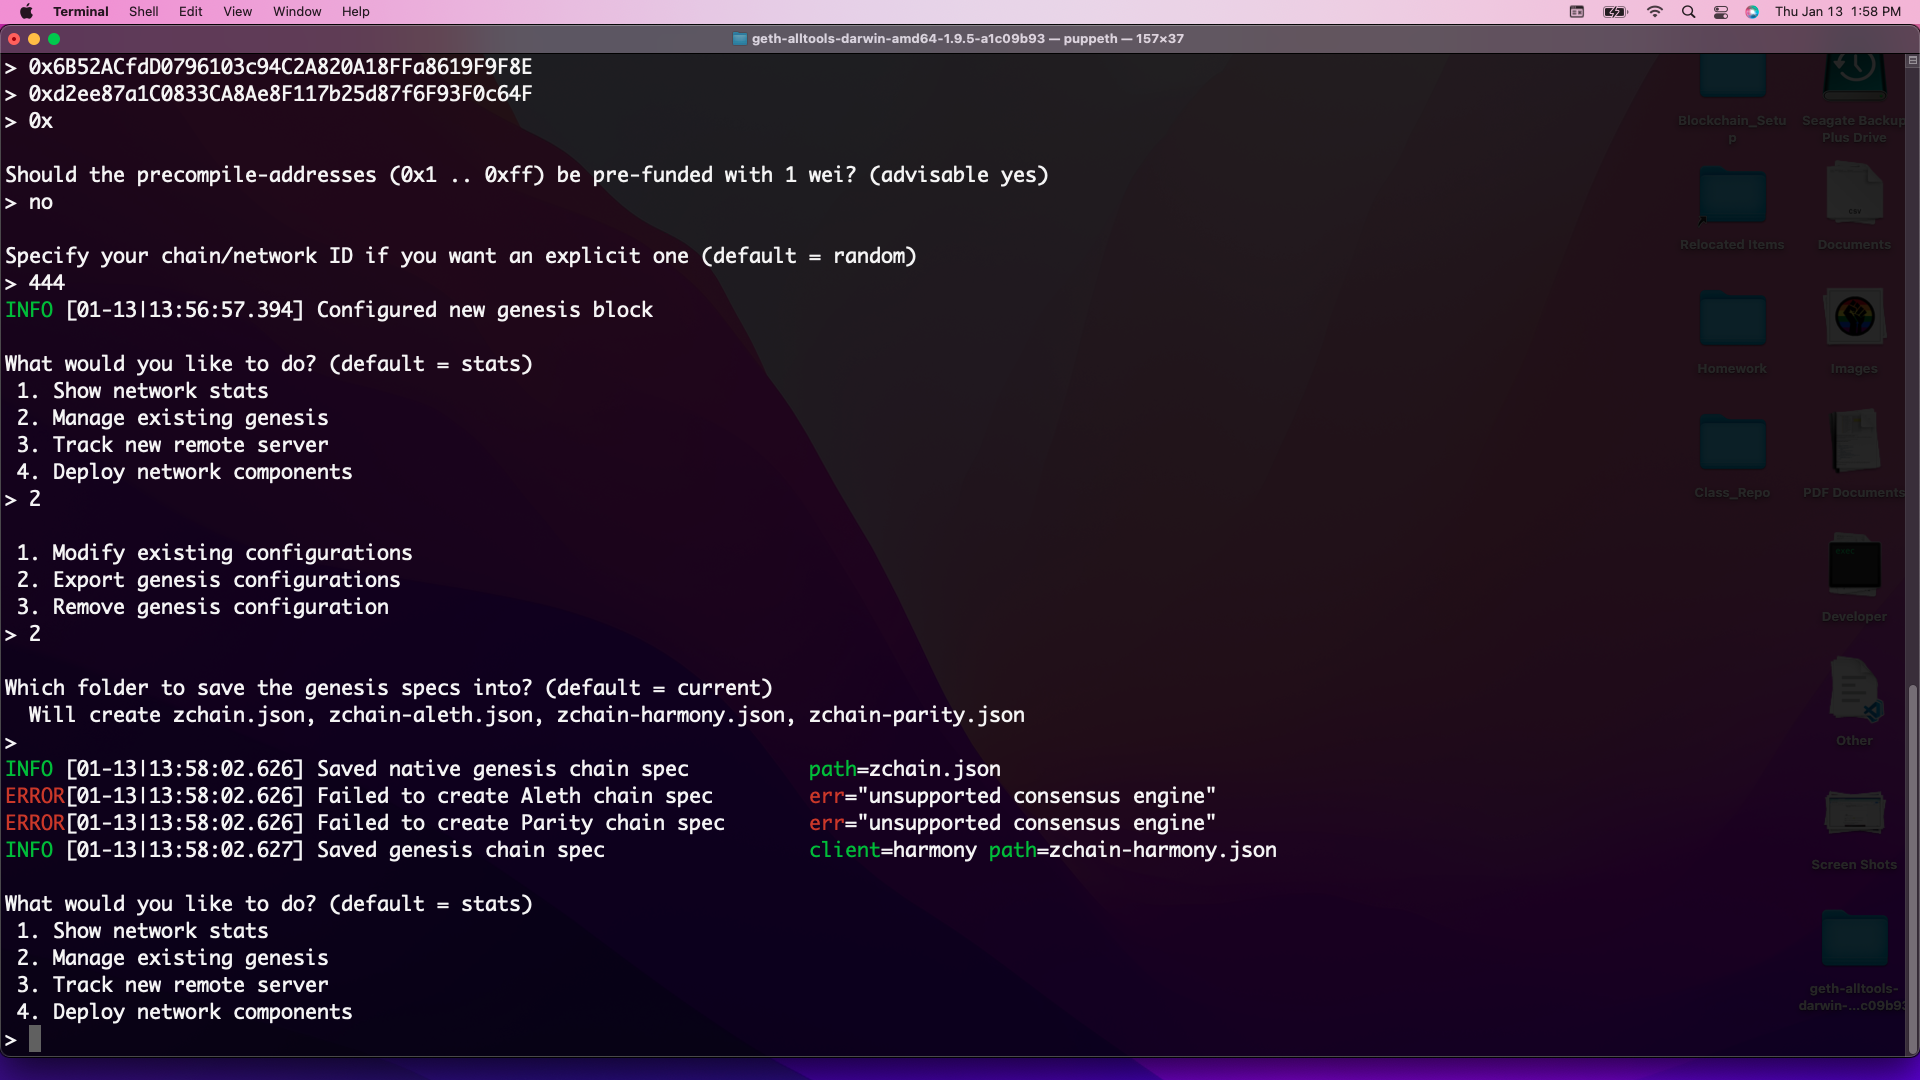 Terminal Shell Edit View Window Help Thu Jan 13 1:58 PM
geth-alltools-darwin-amd64-1.9.5-a1c09b93 — puppeth — 157×37
> 0x6B52ACfdD0796103c94C2A820A18FFa8619F9F8E
> 0xd2ee87a1C0833CA8Ae8F117b25d87f6F93F0c64F
> 0x
Should the precompile-addresses (0x1 .. 0xff) be pre-funded with 1 wei? (advisable yes)
> no
Specify your chain/network ID if you want an explicit one (default = random)
> 444
INFO [01-13|13:56:57.394] Configured new genesis block
What would you like to do? (default = stats)
1. Show network stats
2. Manage existing genesis
3. Track new remote server
4. Deploy network components
> 2
1. Modify existing configurations
2. Export genesis configurations
3. Remove genesis configuration
> 2
Which folder to save the genesis specs into? (default = current)
Will create zchain.json, zchain-aleth.json, zchain-harmony.json, zchain-parity.json
>
INFO [01-13|13:58:02.626] Saved native genesis chain spec path=zchain.json
ERROR[01-13|13:58:02.626] Failed to create Aleth chain spec err="unsupported consensus engine"
ERROR[01-13|13:58:02.626] Failed to create Parity chain spec err="unsupported consensus engine"
INFO [01-13|13:58:02.627] Saved genesis chain spec client=harmony path=zchain-harmony.json
What would you like to do? (default = stats)
1. Show network stats
2. Manage existing genesis
3. Track new remote server
4. Deploy network components
>
Blockchain_Setu
p
Seagate Backup
Plus Drive
Relocated Items
CSV
Documents
Homework
Images
Class_Repo
PDF Documents
Developer
Other
Screen Shots
geth-alltools-
darwin-...c09b93